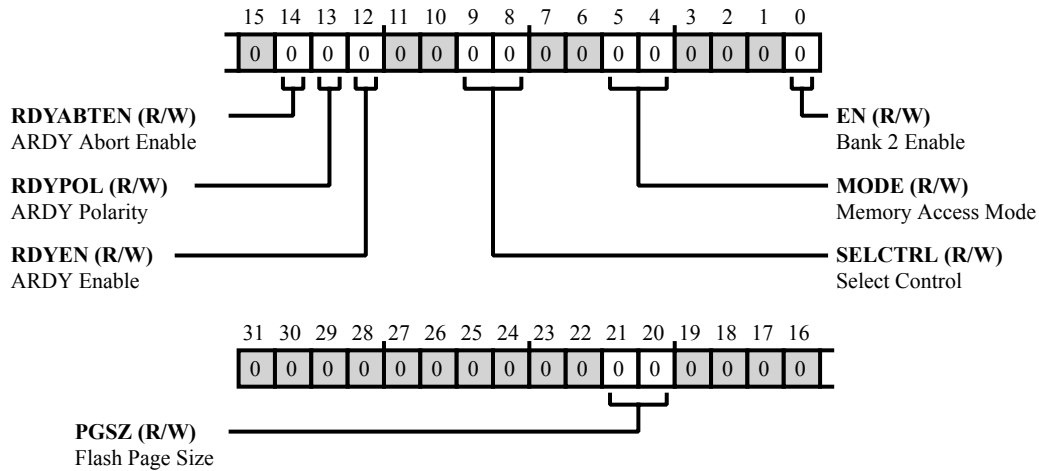 15 14 13 12 11 10 9 8 7 6 5 4 3 2 1 0
0 0 0 0 0 0 0 0 0 0 0 0 0 0 0 0
RDYABTEN (R/W)
ARDY Abort Enable
EN (R/W)
Bank 2 Enable
RDYPOL (R/W)
ARDY Polarity
MODE (R/W)
Memory Access Mode
RDYEN (R/W)
ARDY Enable
SELCTRL (R/W)
Select Control
31 30 29 28 27 26 25 24 23 22 21 20 19 18 17 16
0 0 0 0 0 0 0 0 0 0 0 0 0 0 0 0
PGSZ (R/W)
Flash Page Size